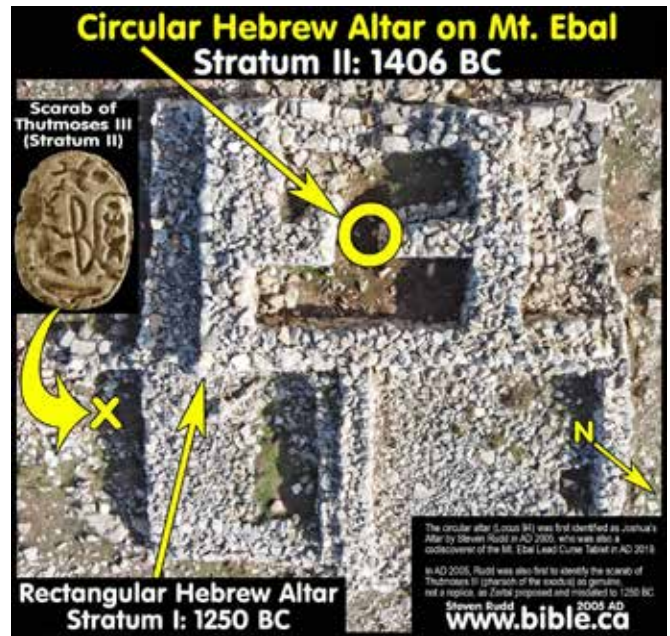 Circular Hebrew Altar on Mt. Ebal
Stratum II: 1406 BC
Scarab of
Thutmoses III
(Stratum II)
N
Rectangular Hebrew Altar
Stratum I: 1250 BC
The circular altar (Locus 94) was first identified as Joshua's
Altar by Steven Rudd in AD 2005, who was also a
codiscoverer of the Mt. Ebal Lead Curse Tablet in AD 2019
In AD 2005, Rudd was also first to identify the scarab of
Thutmoses III (pharaoh of the exodus) as genuine,
not a replica, as Zertal proposed and misdated to 1250 BC
Steven Rudd 2005 AD
www.bible.ca